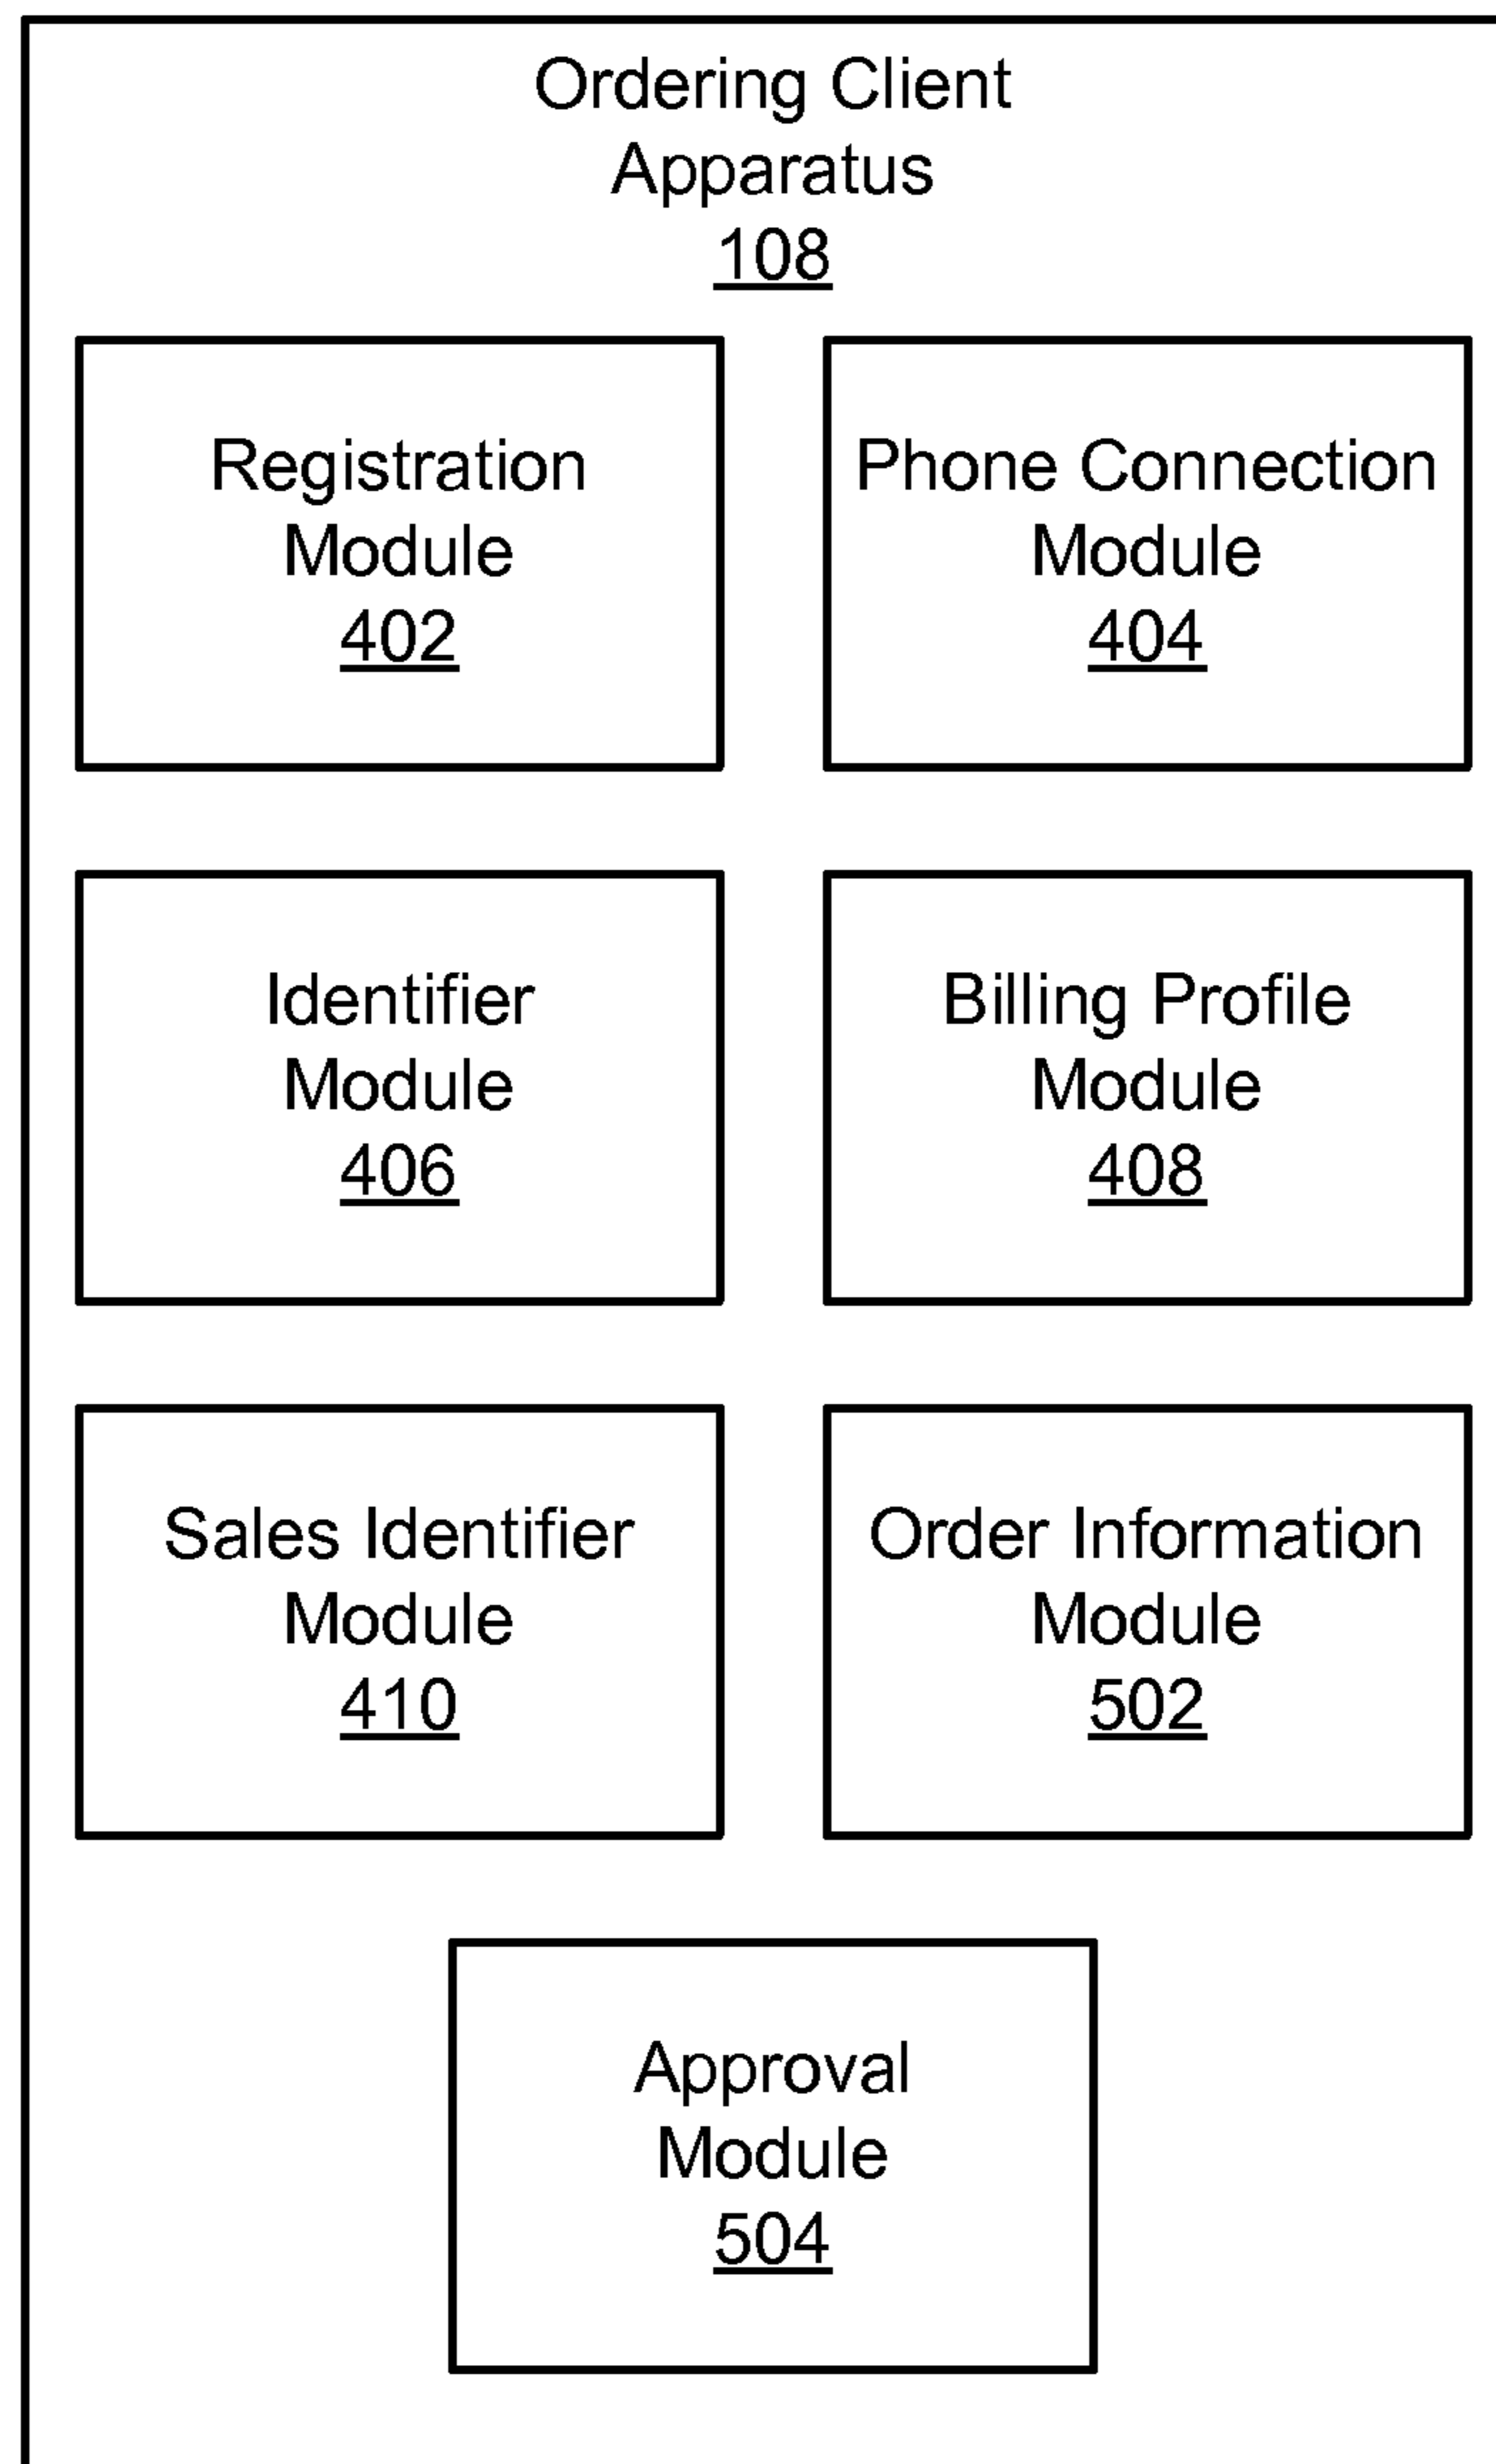 Ordering Client
Apparatus
108
Registration
Module
402
Phone Connection
Module
404
Identifier
Module
406
Billing Profile
Module
408
Sales Identifier
Module
410
Order Information
Module
502
Approval
Module
504